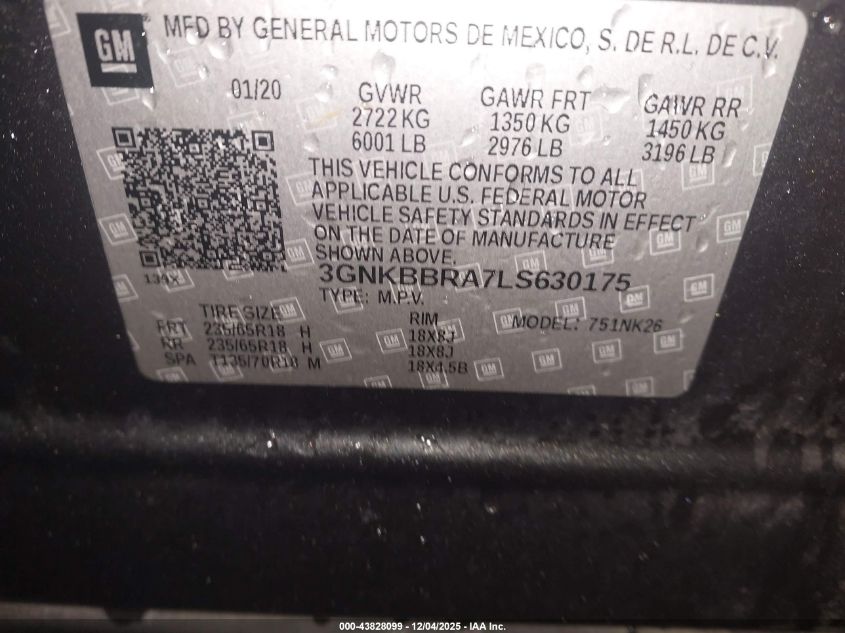 GM
MFD BY GENERAL MOTORS DE MEXICO, S. DE R.L. DE C.V.
01/20
GVWR GAWR FRT GAWR RR
2722 KG 1350 KG 1450 KG
6001 LB 2976 LB 3196 LB
THIS VEHICLE CONFORMS TO ALL
APPLICABLE U.S. FEDERAL MOTOR
VEHICLE SAFETY STANDARDS IN EFFECT
ON THE DATE OF MANUFACTURE
SHOWN ABOVE.
139X
3GNKBBRA7LS630175
TYPE: M.P.V.
TIRE SIZE RIM MODEL: 751NK26
FRT 235/65R18 H 18X8J
RR 235/65R18 H 18X8J
SPA T135/70R18 M 18X4.5B
000-43828099 - 12/04/2025 - IAA Inc.